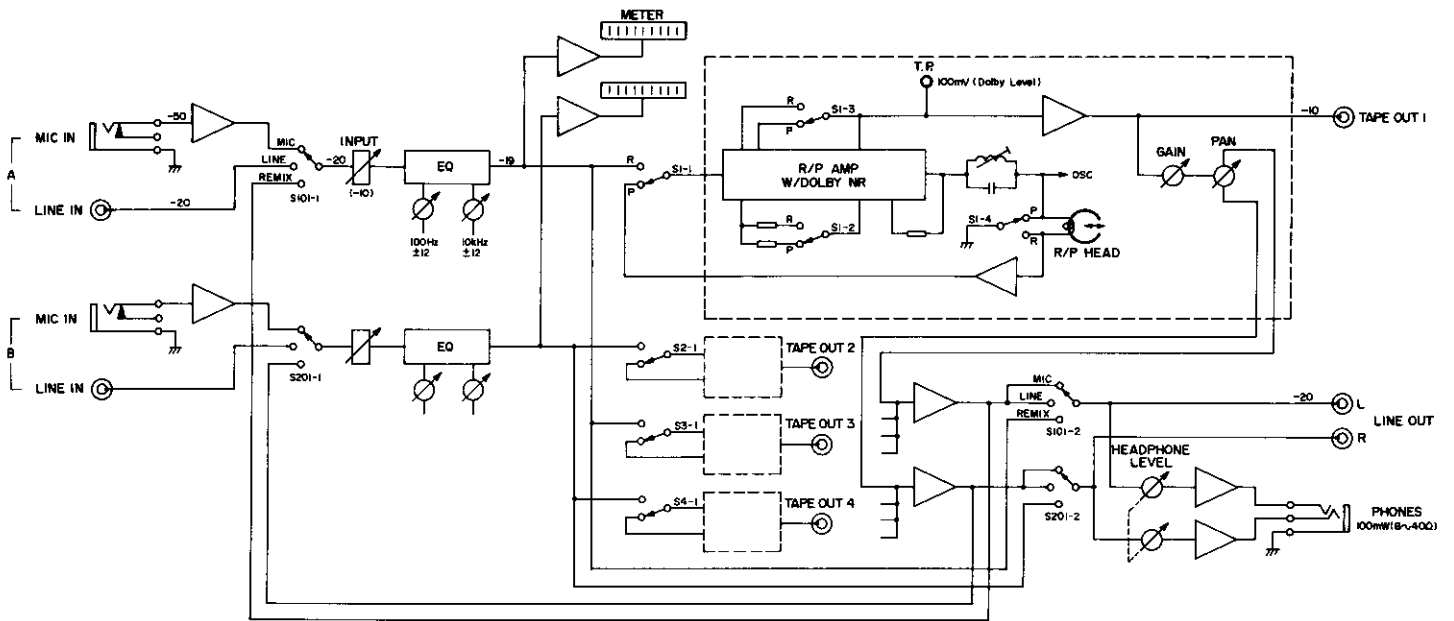 METER
T.P.
100mV (Dolby Level)
R
S1-3
P
-50
MIC IN
MIC
INPUT
-10
TAPE OUT 1
A
LINE
-20
-19
R
GAIN
PAN
EQ
S1-1
R/P AMP
W/DOLBY NR
OSC
REMIX
P
S101-1
(-10)
LINE IN
-20
R
S1-4
P
S1-2
100Hz
±12
10kHz
±12
P
R
R/P HEAD
MIC IN
B
EQ
S2-1
TAPE OUT 2
LINE IN
S201-1
MIC
LINE
-20
L
REMIX
LINE OUT
S3-1
TAPE OUT 3
S101-2
R
HEADPHONE
LEVEL
S4-1
TAPE OUT 4
S201-2
PHONES
100mW(8~40Ω)